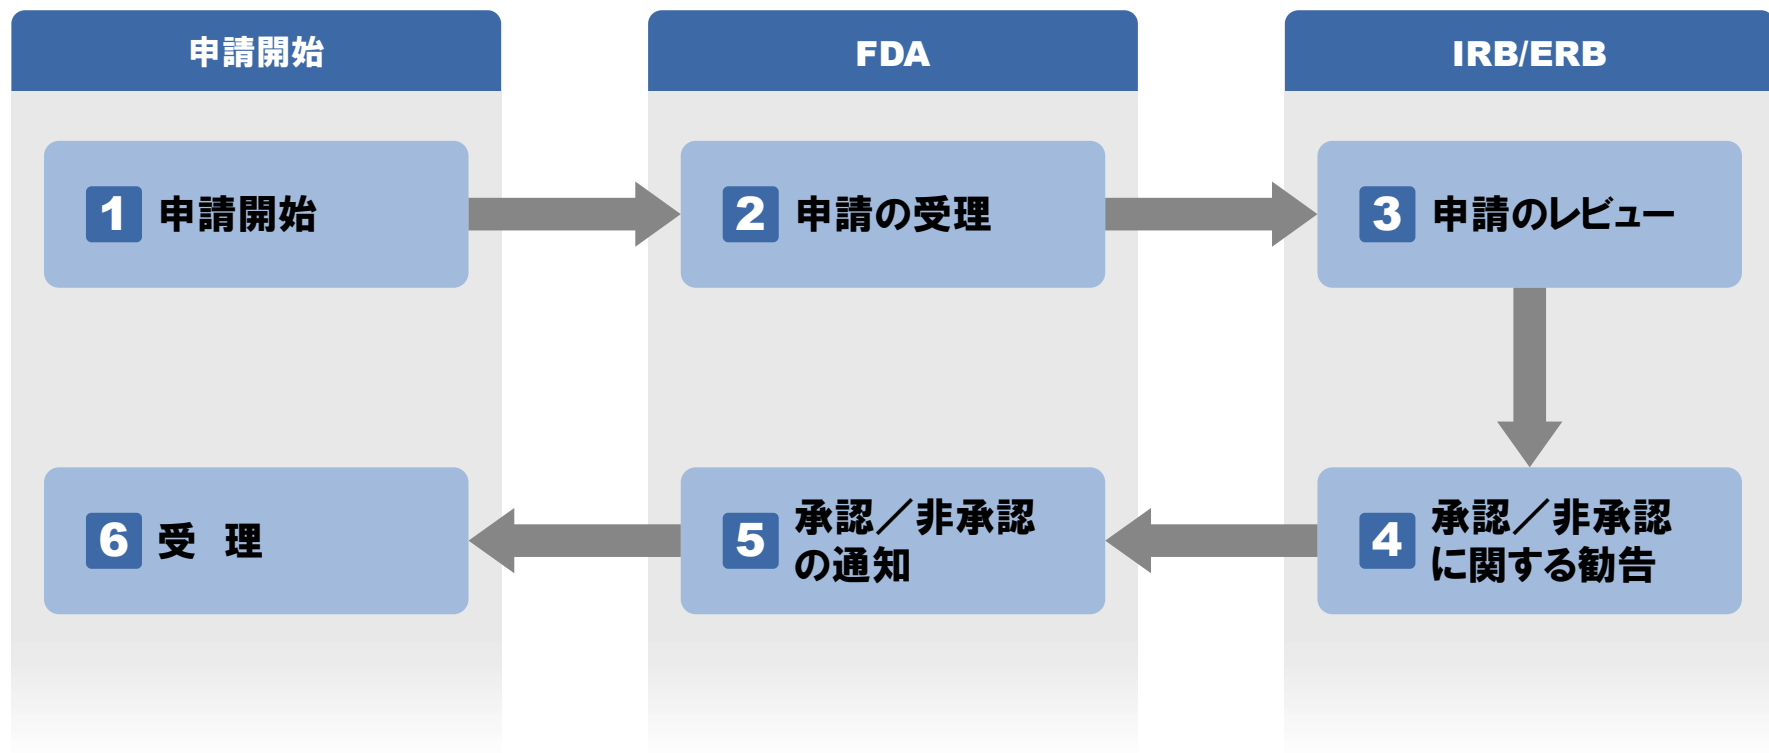 申請開始
FDA
IRB/ERB
1 申請開始
2 申請の受理
3 申請のレビュー
4 承認／非承認
に関する勧告
5 承認／非承認
の通知
6 受　理